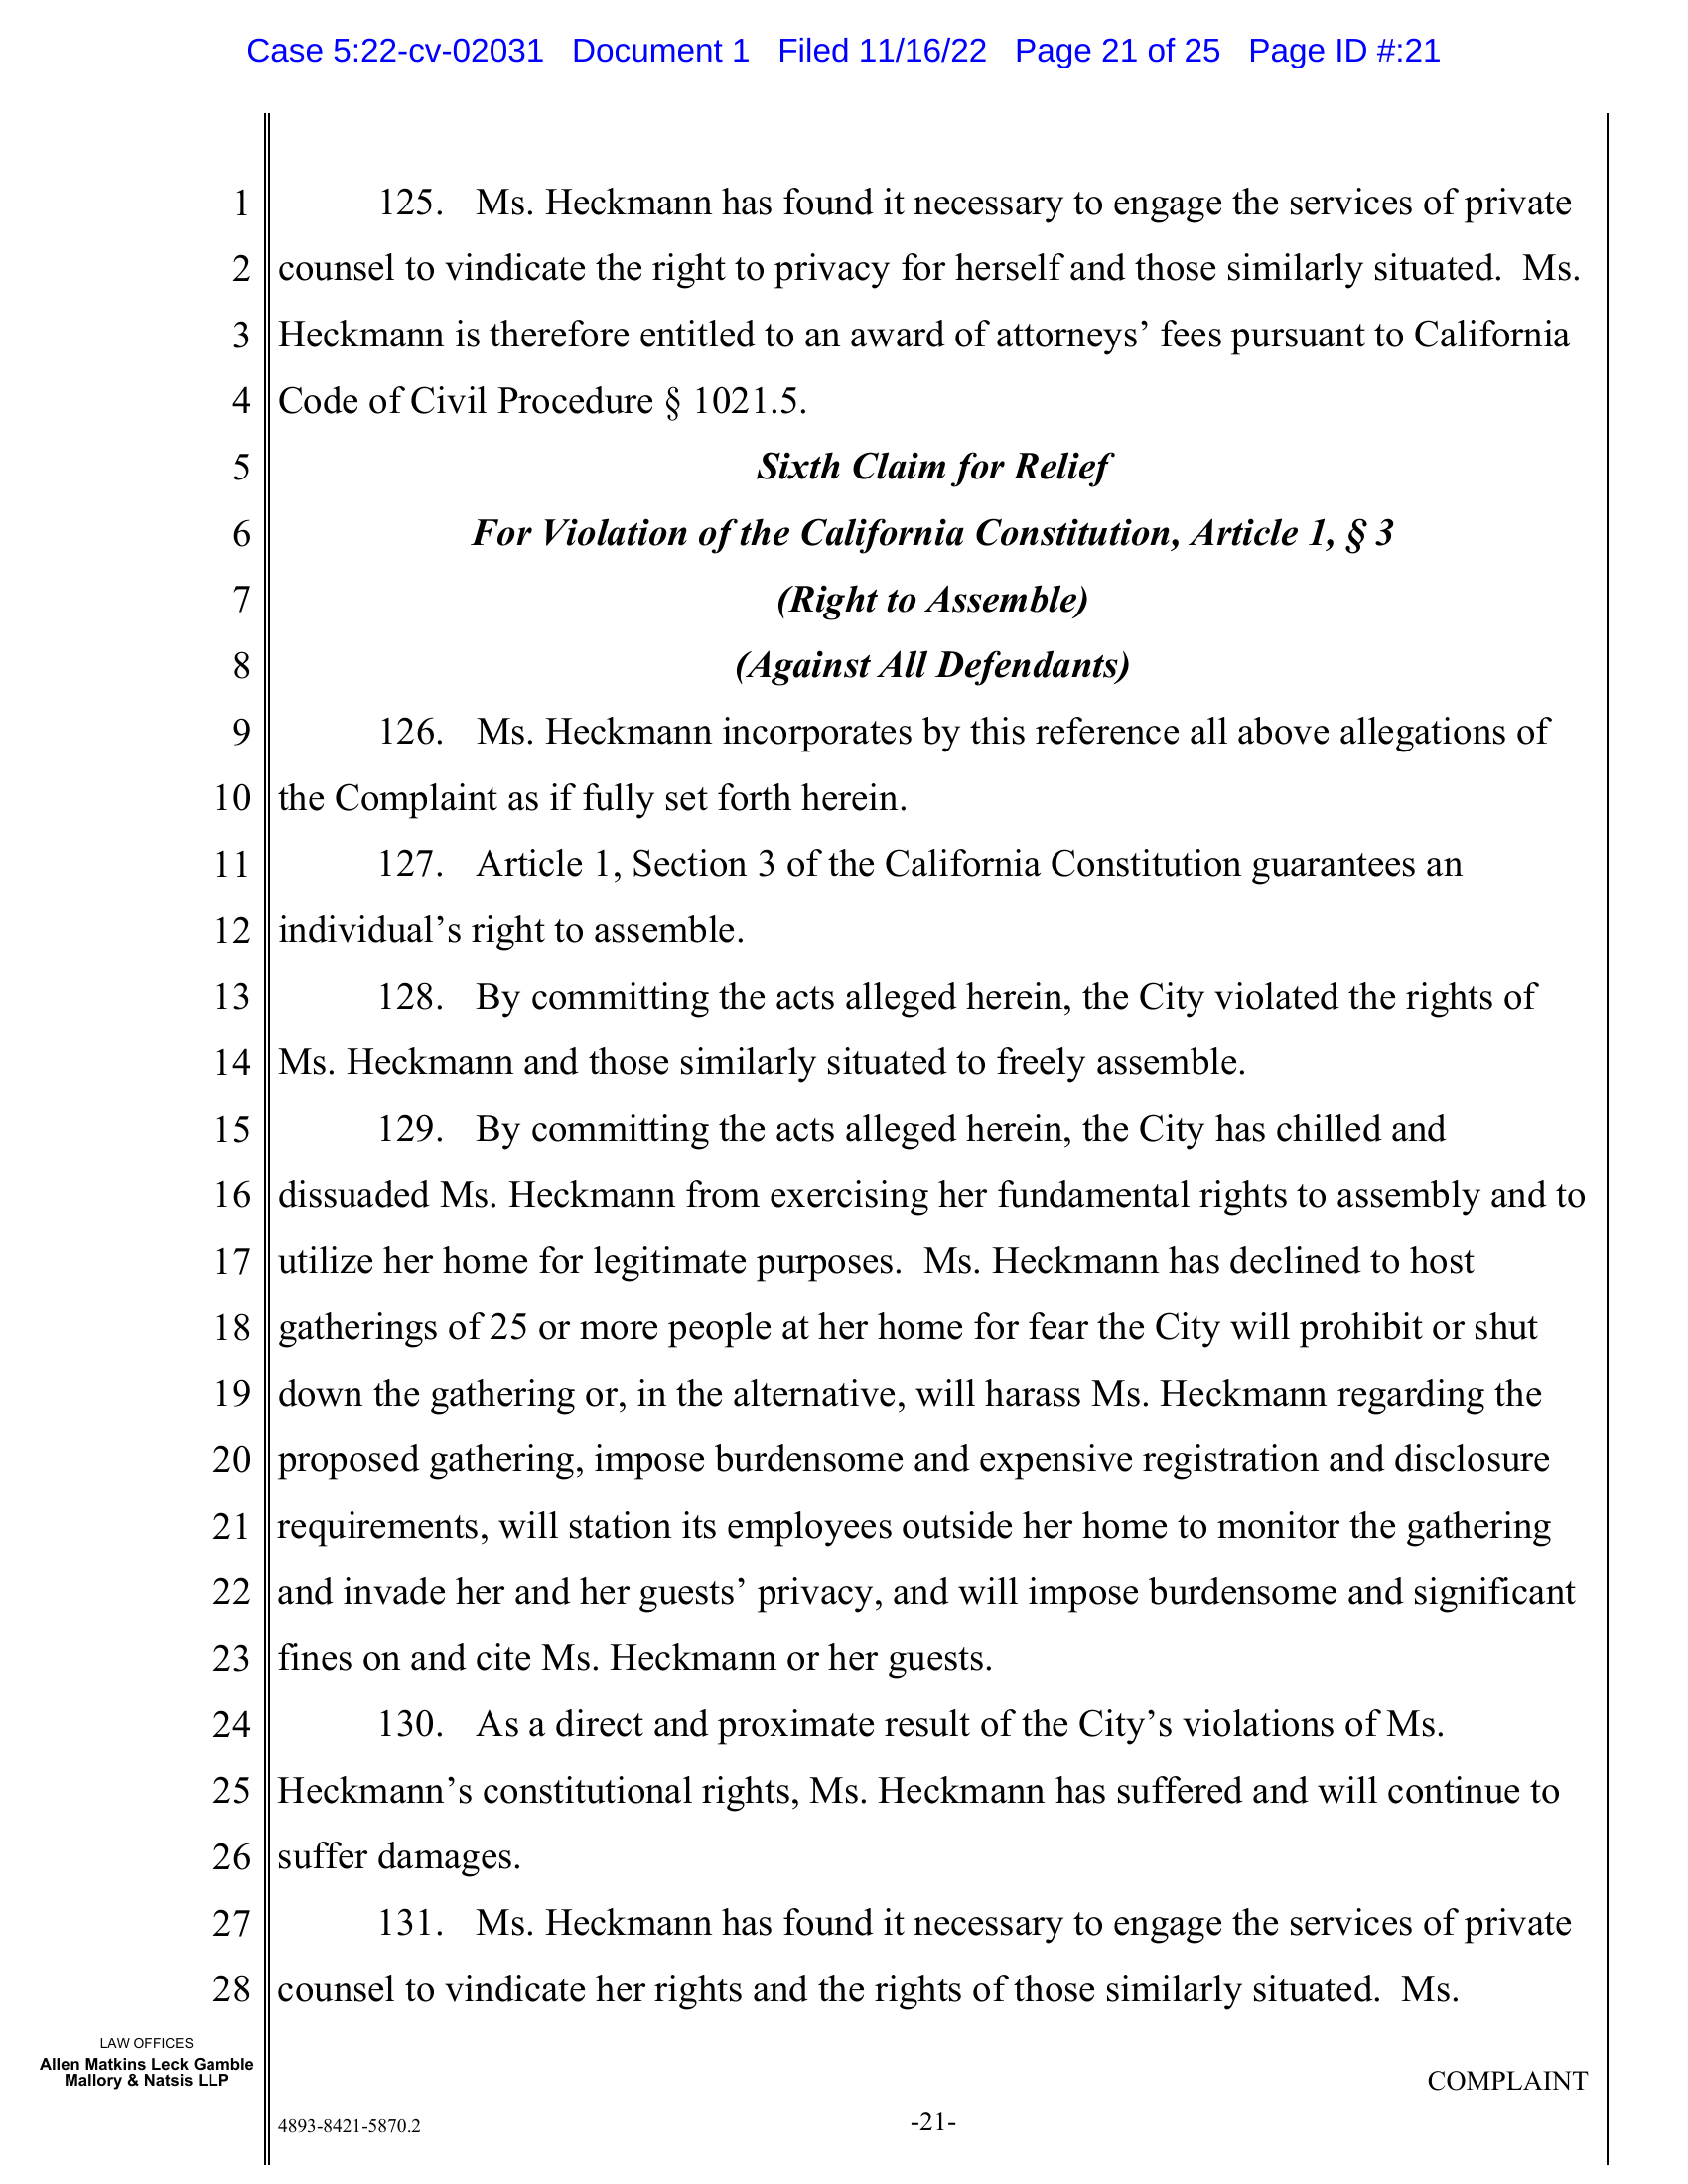 Case 5:22-cv-02031 Document 1 Filed 11/16/22 Page 21 of 25 Page ID #:21
1 125. Ms. Heckmann has found it necessary to engage the services of private
2 counsel to vindicate the right to privacy for herself and those similarly situated. Ms.
3 Heckmann is therefore entitled to an award of attorneys’ fees pursuant to California
4 Code of Civil Procedure § 1021.5.
5 Sixth Claim for Relief
6 For Violation of the California Constitution, Article 1, § 3
7 (Right to Assemble)
8 (Against All Defendants)
9 126. Ms. Heckmann incorporates by this reference all above allegations of
10 the Complaint as if fully set forth herein.
11 127. Article 1, Section 3 of the California Constitution guarantees an
12 individual’s right to assemble.
13 128. By committing the acts alleged herein, the City violated the rights of
14 Ms. Heckmann and those similarly situated to freely assemble.
15 129. By committing the acts alleged herein, the City has chilled and
16 dissuaded Ms. Heckmann from exercising her fundamental rights to assembly and to
17 utilize her home for legitimate purposes. Ms. Heckmann has declined to host
18 gatherings of 25 or more people at her home for fear the City will prohibit or shut
19 down the gathering or, in the alternative, will harass Ms. Heckmann regarding the
20 proposed gathering, impose burdensome and expensive registration and disclosure
21 requirements, will station its employees outside her home to monitor the gathering
22 and invade her and her guests’ privacy, and will impose burdensome and significant
23 fines on and cite Ms. Heckmann or her guests.
24 130. As a direct and proximate result of the City’s violations of Ms.
25 Heckmann’s constitutional rights, Ms. Heckmann has suffered and will continue to
26 suffer damages.
27 131. Ms. Heckmann has found it necessary to engage the services of private
28 counsel to vindicate her rights and the rights of those similarly situated. Ms.
LAW OFFICES
Allen Matkins Leck Gamble
Mallory & Natsis LLP
COMPLAINT
4893-8421-5870.2
-21-